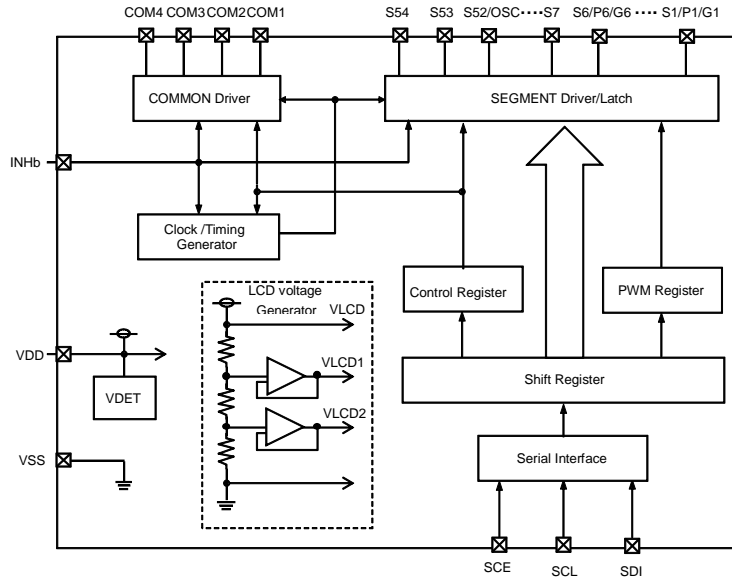 COM4 COM3 COM2 COM1
S54 S53 S52/OSC ···· S7 S6/P6/G6 ···· S1/P1/G1
COMMON Driver
SEGMENT Driver/Latch
INHb
Clock /Timing
Generator
LCD voltage
Generator
VLCD
Control Register
PWM Register
VDD
VLCD1
VDET
Shift Register
VLCD2
VSS
Serial Interface
SCE SCL SDI